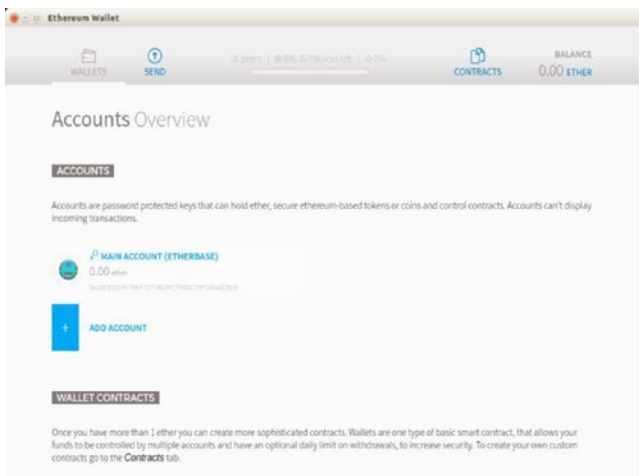 Ethereum Wallet
WALLETS
SEND
CONTRACTS
BALANCE
0.00 ETHER
Accounts Overview
ACCOUNTS
Accounts are password protected keys that can hold ether, secure ethereum-based tokens or coins and control contracts. Accounts can't display
incoming transactions.
MAIN ACCOUNT (ETHERBASE)
0.00 ether
+ ADD ACCOUNT
WALLET CONTRACTS
Once you have more than 1 ether you can create more sophisticated contracts. Wallets are one type of basic smart contract, that allows your
funds to be controlled by multiple accounts and have an optional daily limit on withdrawals, to increase security. To create your own custom
contracts go to the Contracts tab.